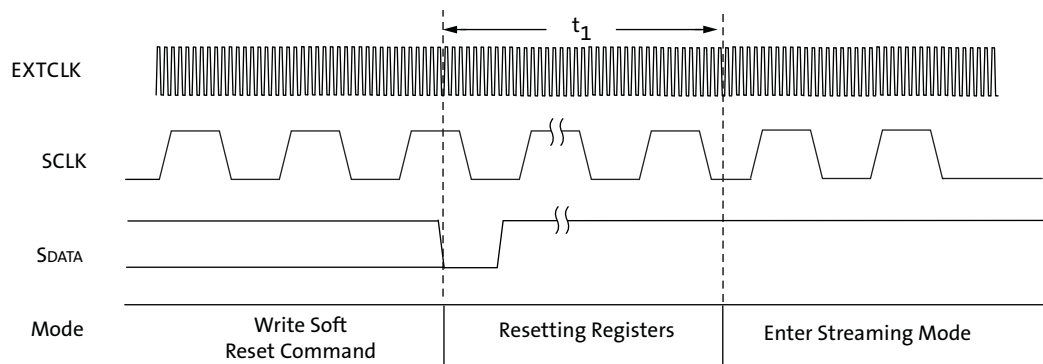 t1
EXTCLK
SCLK
SDATA
Mode
Write Soft
Reset Command
Resetting Registers
Enter Streaming Mode